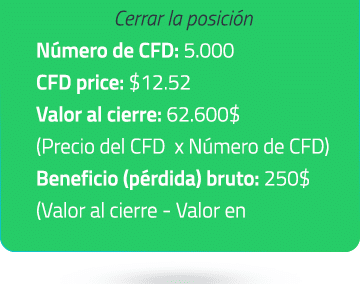 Cerrar la posición
Número de CFD: 5.000
CFD price: $12.52
Valor al cierre: 62.600$
(Precio del CFD x Número de CFD)
Beneficio (pérdida) bruto: 250$
(Valor al cierre - Valor en